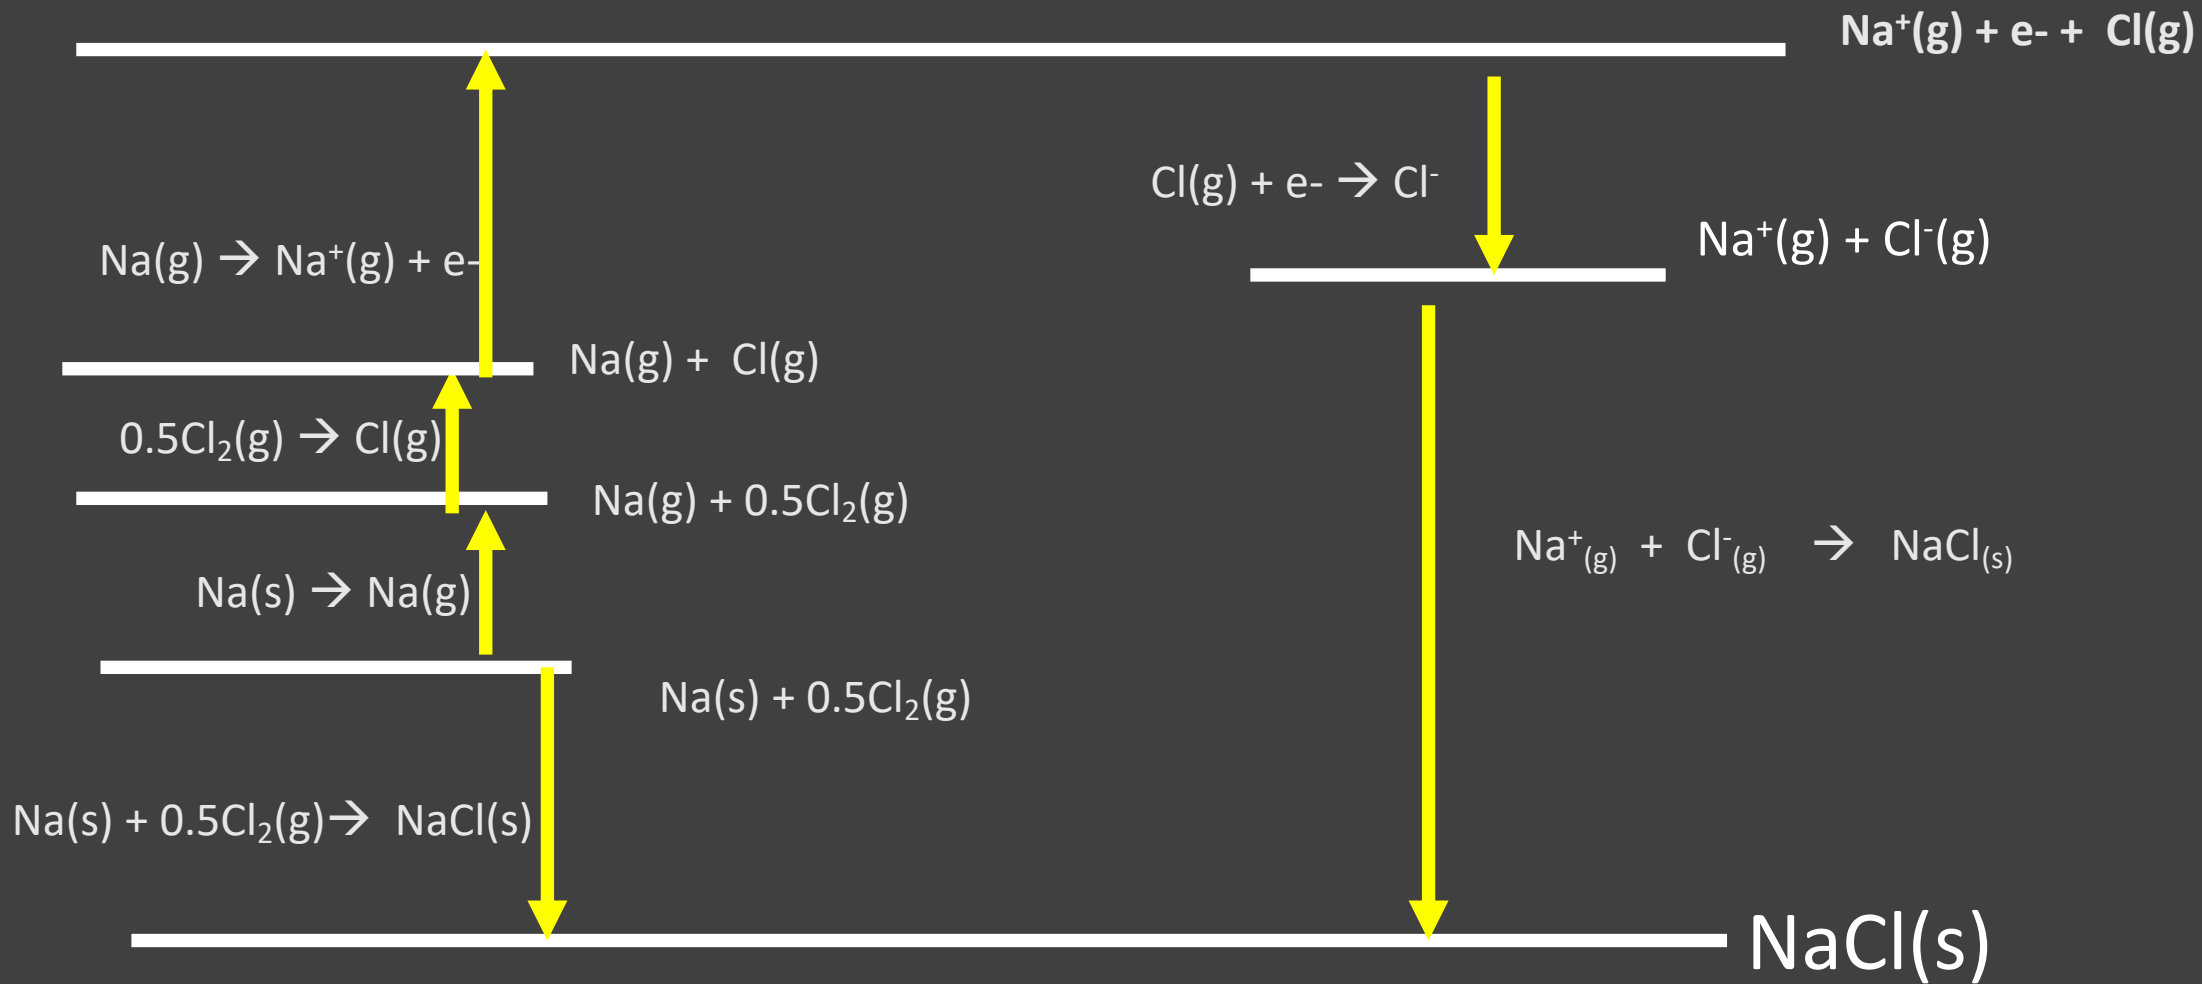 Na⁺(g) + e- + Cl(g)
Cl(g) + e- → Cl⁻
Na⁺(g) + Cl⁻(g)
Na(g) → Na⁺(g) + e-
Na(g) + Cl(g)
0.5Cl₂(g) → Cl(g)
Na(g) + 0.5Cl₂(g)
Na⁺(g) + Cl⁻(g) → NaCl(s)
Na(s) → Na(g)
Na(s) + 0.5Cl₂(g)
Na(s) + 0.5Cl₂(g)→ NaCl(s)
NaCl(s)